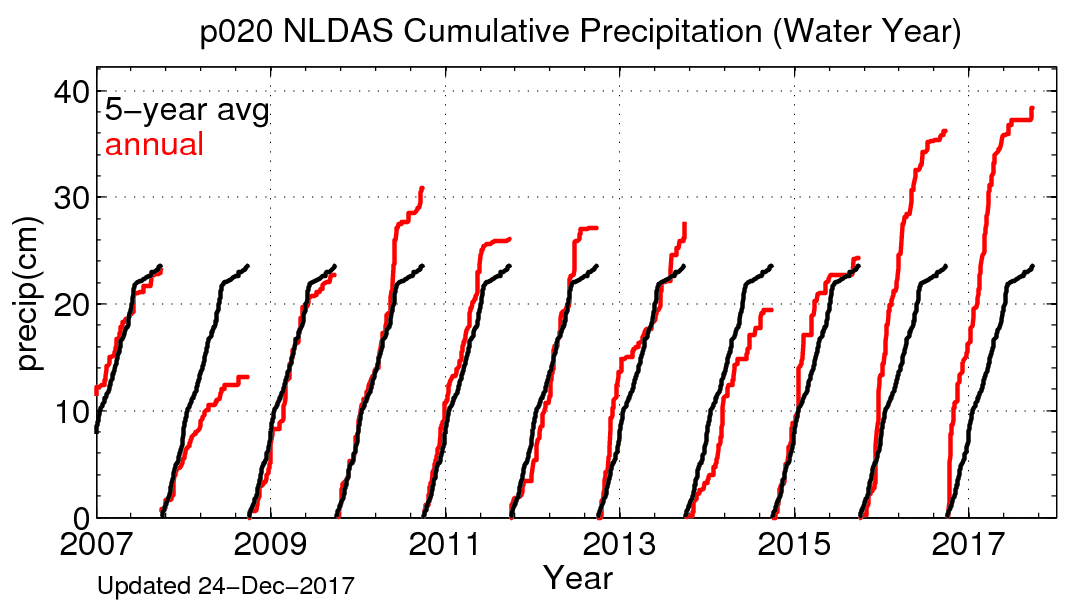 p020 NLDAS Cumulative Precipitation (Water Year)
40
5−year avg
annual
30
precip(cm)
20
10
0
2007 2009 2011 2013 2015 2017
Year
Updated 24−Dec−2017